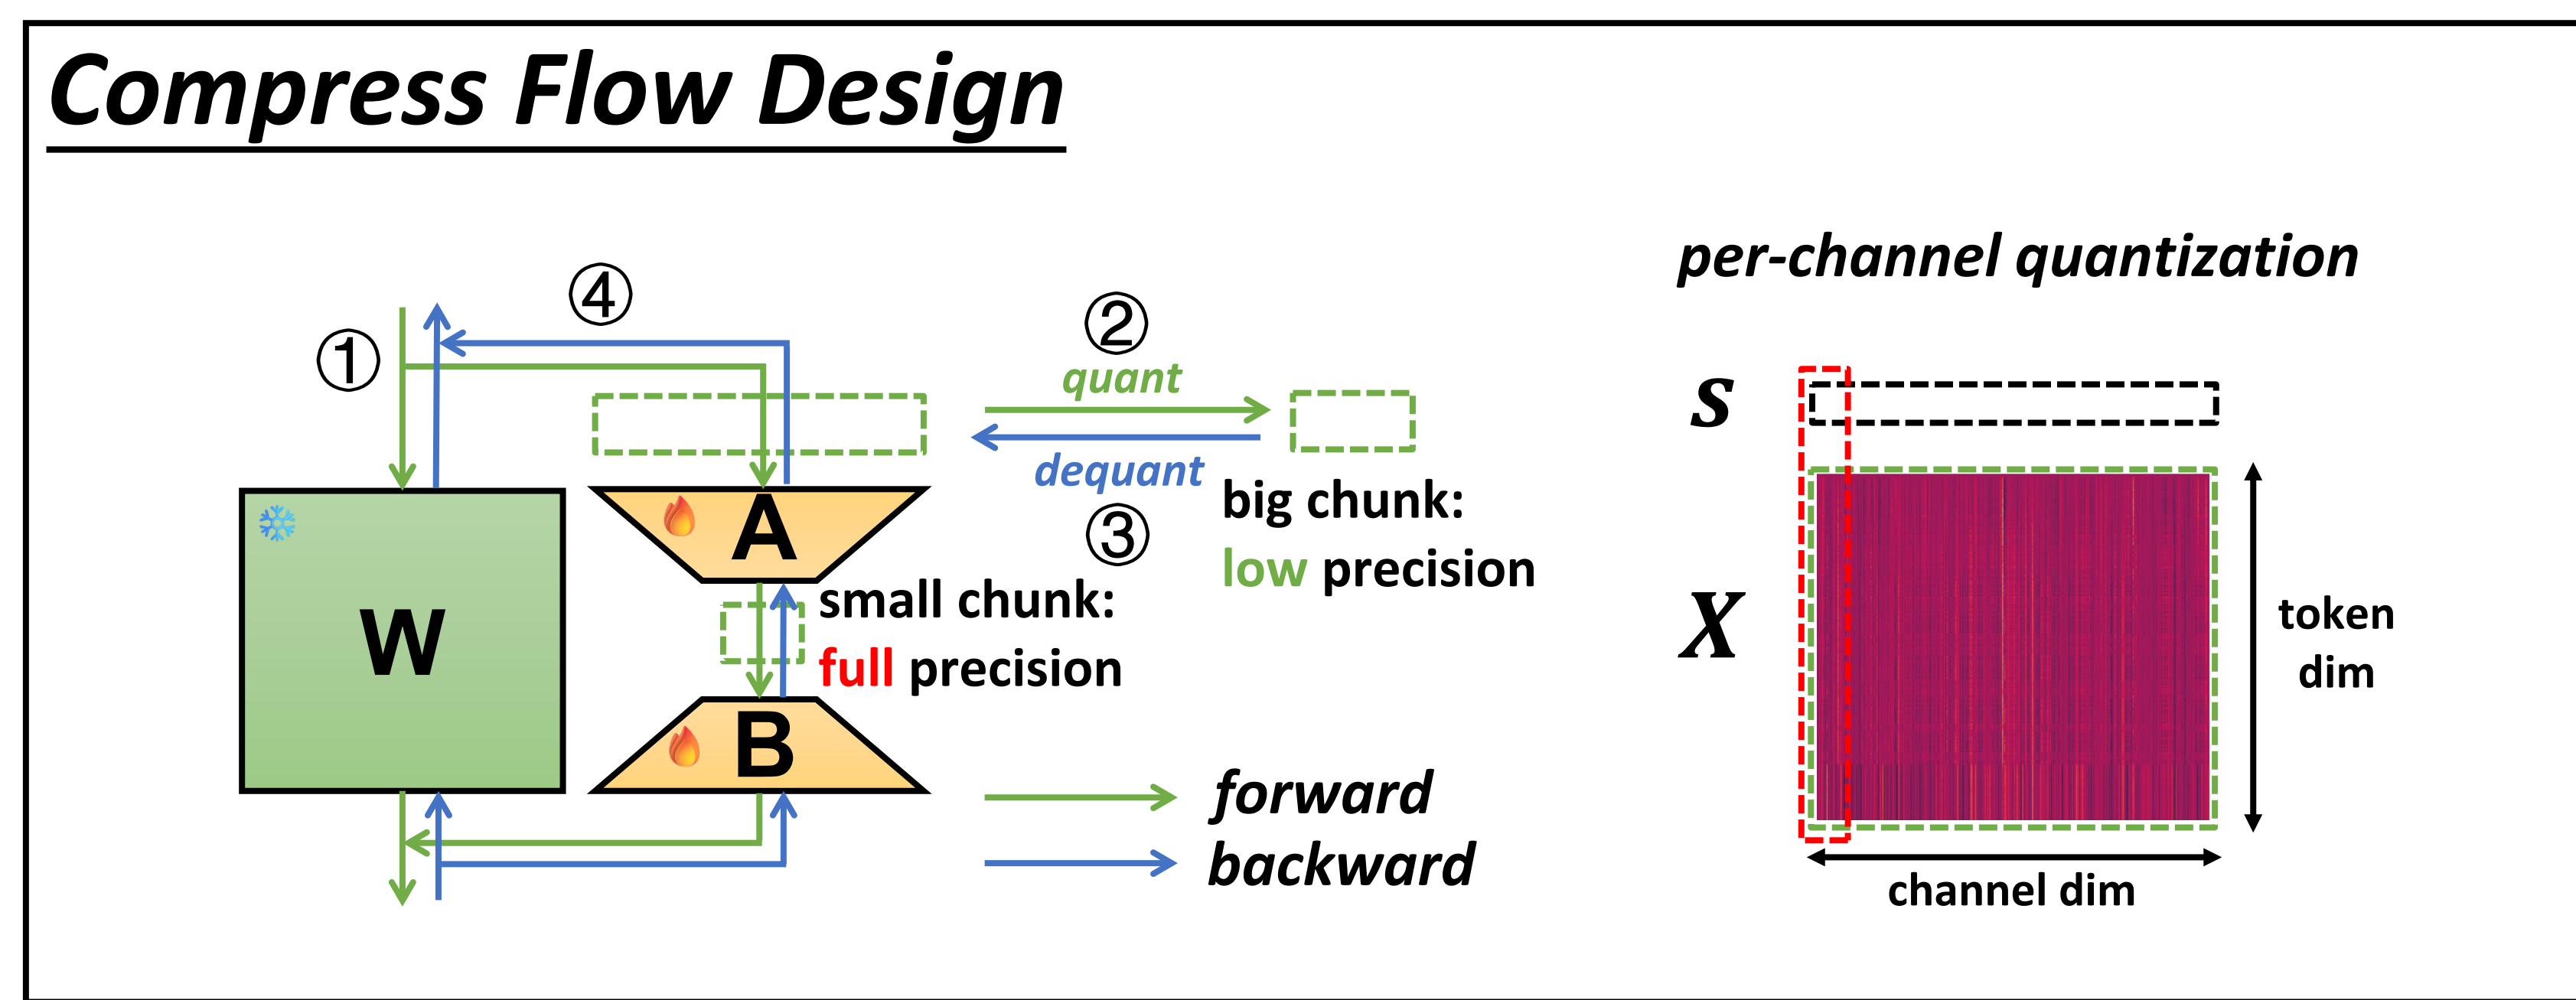 Compress Flow Design
①
④
②
quant
dequant
③
big chunk:
low precision
W
A
small chunk:
full precision
B
forward
backward
per-channel quantization
s
X
token
dim
channel dim